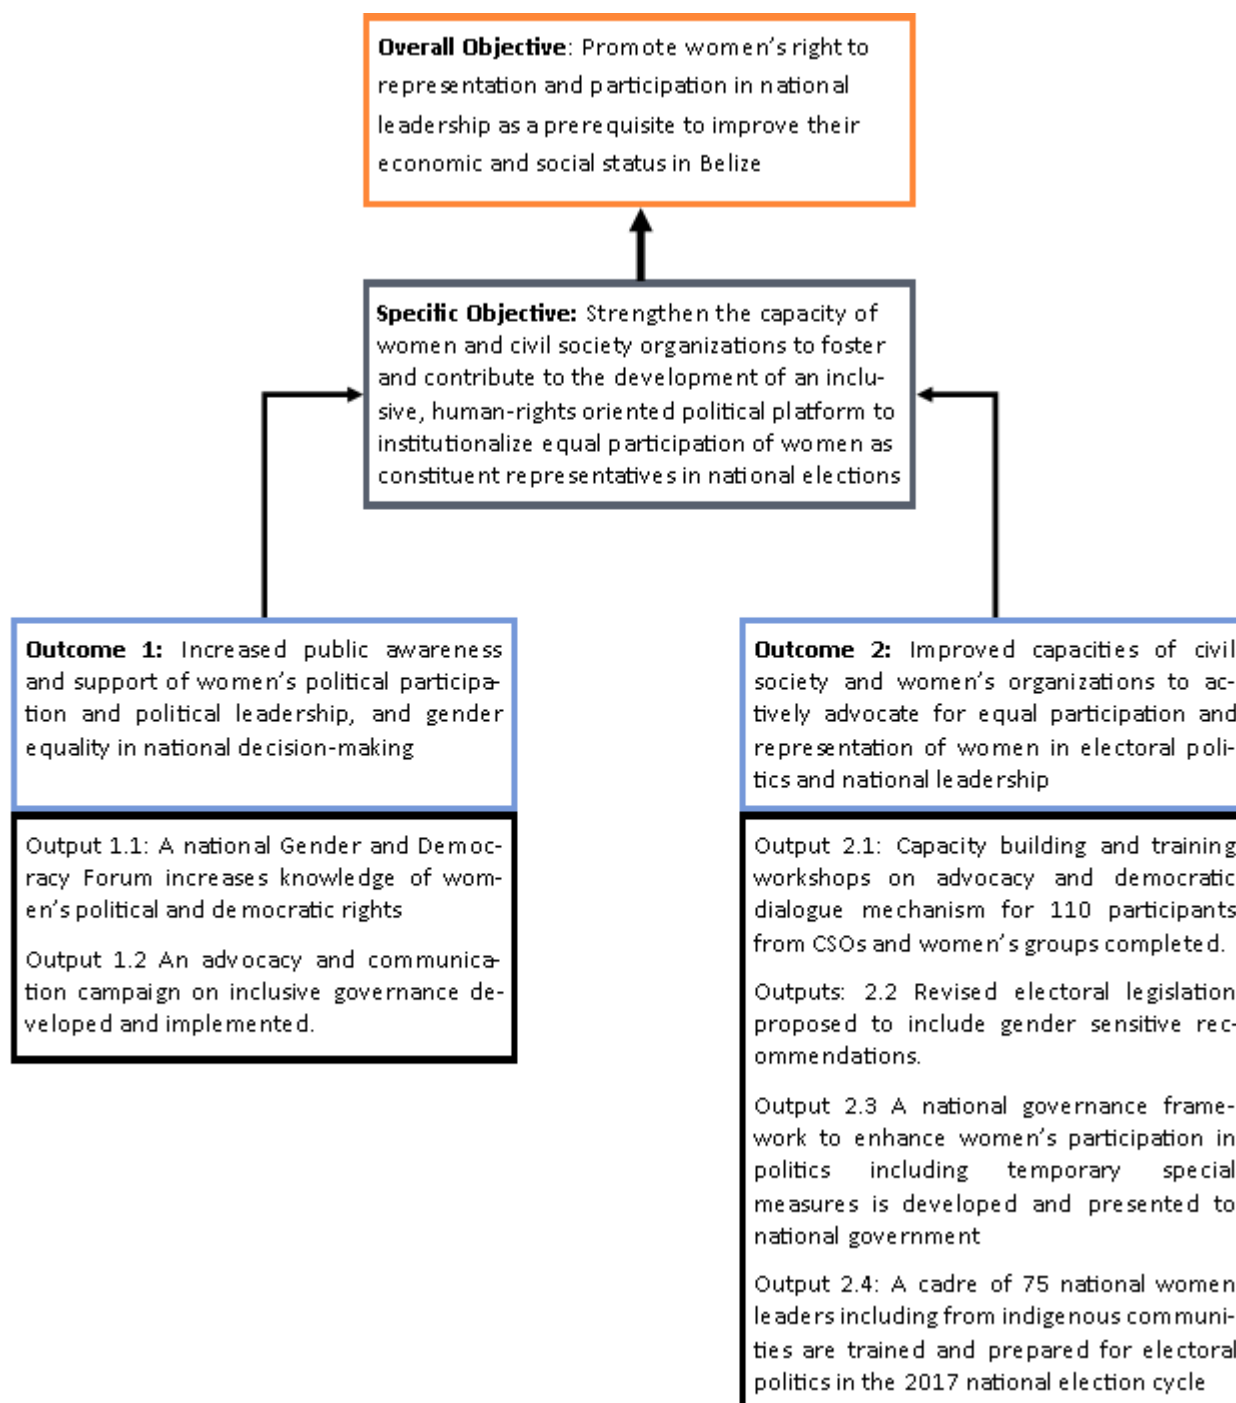 Overall Objective: Promote women’s right to
representation and participation in national
leadership as a prerequisite to improve their
economic and social status in Belize
Specific Objective: Strengthen the capacity of
women and civil society organizations to foster
and contribute to the development of an inclu-
sive, human-rights oriented political platform to
institutionalize equal participation of women as
constituent representatives in national elections
Outcome 1: Increased public awareness
and support of women’s political participa-
tion and political leadership, and gender
equality in national decision-making
Output 1.1: A national Gender and Democ-
racy Forum increases knowledge of wom-
en’s political and democratic rights
Output 1.2 An advocacy and communica-
tion campaign on inclusive governance de-
veloped and implemented.
Outcome 2: Improved capacities of civil
society and women’s organizations to ac-
tively advocate for equal participation and
representation of women in electoral poli-
tics and national leadership
Output 2.1: Capacity building and training
workshops on advocacy and democratic
dialogue mechanism for 110 participants
from CSOs and women’s groups completed.
Outputs: 2.2 Revised electoral legislation
proposed to include gender sensitive rec-
ommendations.
Output 2.3 A national governance frame-
work to enhance women’s participation in
politics including temporary special
measures is developed and presented to
national government
Output 2.4: A cadre of 75 national women
leaders including from indigenous communi-
ties are trained and prepared for electoral
politics in the 2017 national election cycle